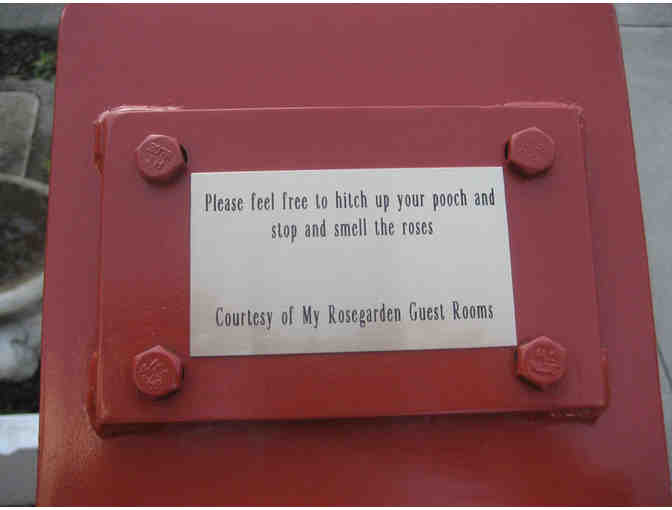 Please feel free to hitch up your pooch and
stop and smell the roses
Courtesy of My Rosegarden Guest Rooms